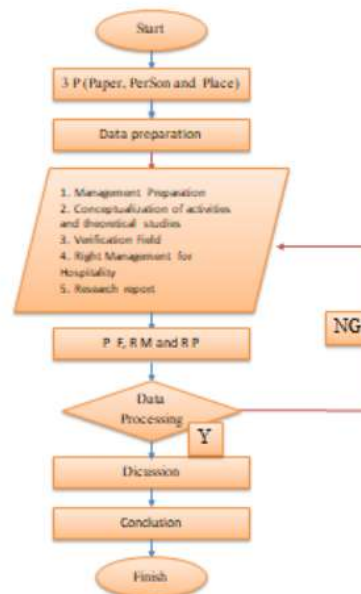 Start
3 P (Paper, PerSon and Place)
Data preparation
1. Management Preparation
2. Conceptualization of activities
and theoretical studies
3. Verification Field
4. Right Management for
Hospitality
5. Research report
NG
P F, R M and R P
Data
Processing
Y
Dicussion
Conclusion
Finish